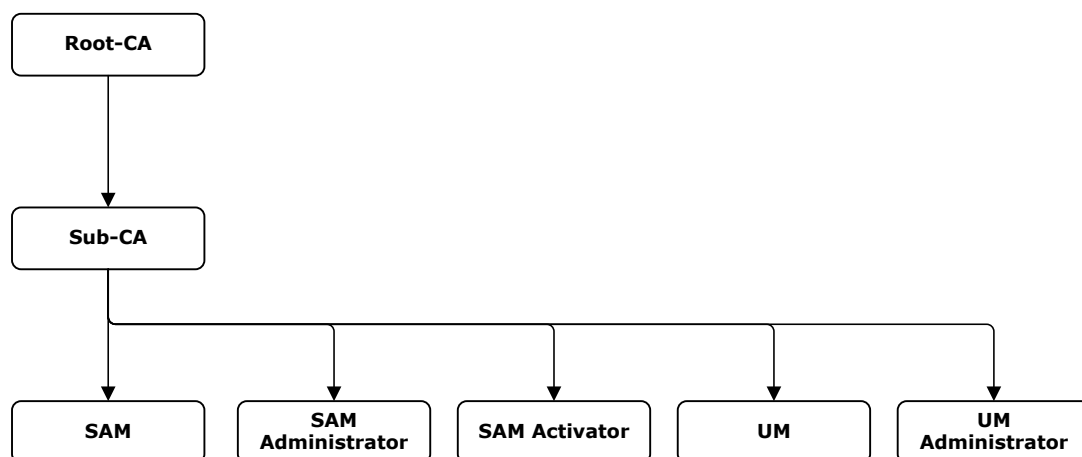 Root-CA
Sub-CA
SAM
SAM
Administrator
SAM Activator
UM
UM
Administrator